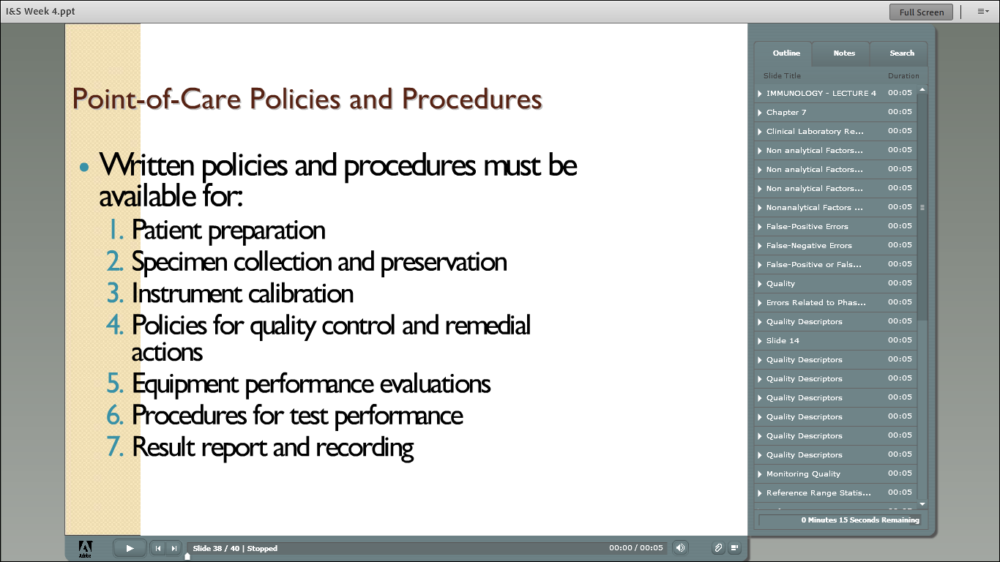 I&S Week 4.ppt
Full Screen
Point-of-Care Policies and Procedures
• Written policies and procedures must be
available for:
1. Patient preparation
2. Specimen collection and preservation
3. Instrument calibration
4. Policies for quality control and remedial
actions
5. Equipment performance evaluations
6. Procedures for test performance
7. Result report and recording
Outline Notes Search
Slide Title Duration
IMMUNOLOGY - LECTURE 4 00:05
Chapter 7 00:05
Clinical Laboratory Re... 00:05
Non analytical Factors... 00:05
Non analytical Factors... 00:05
Non analytical Factors... 00:05
Nonanalytical Factors ... 00:05
False-Positive Errors 00:05
False-Negative Errors 00:05
False-Positive or Fals... 00:05
Quality 00:05
Errors Related to Phas... 00:05
Quality Descriptors 00:05
Slide 14 00:05
Quality Descriptors 00:05
Quality Descriptors 00:05
Quality Descriptors 00:05
Quality Descriptors 00:05
Quality Descriptors 00:05
Quality Descriptors 00:05
Monitoring Quality 00:05
Reference Range Statis... 00:05
0 Minutes 15 Seconds Remaining
Adobe
Slide 38 / 40 | Stopped 00:00 / 00:05